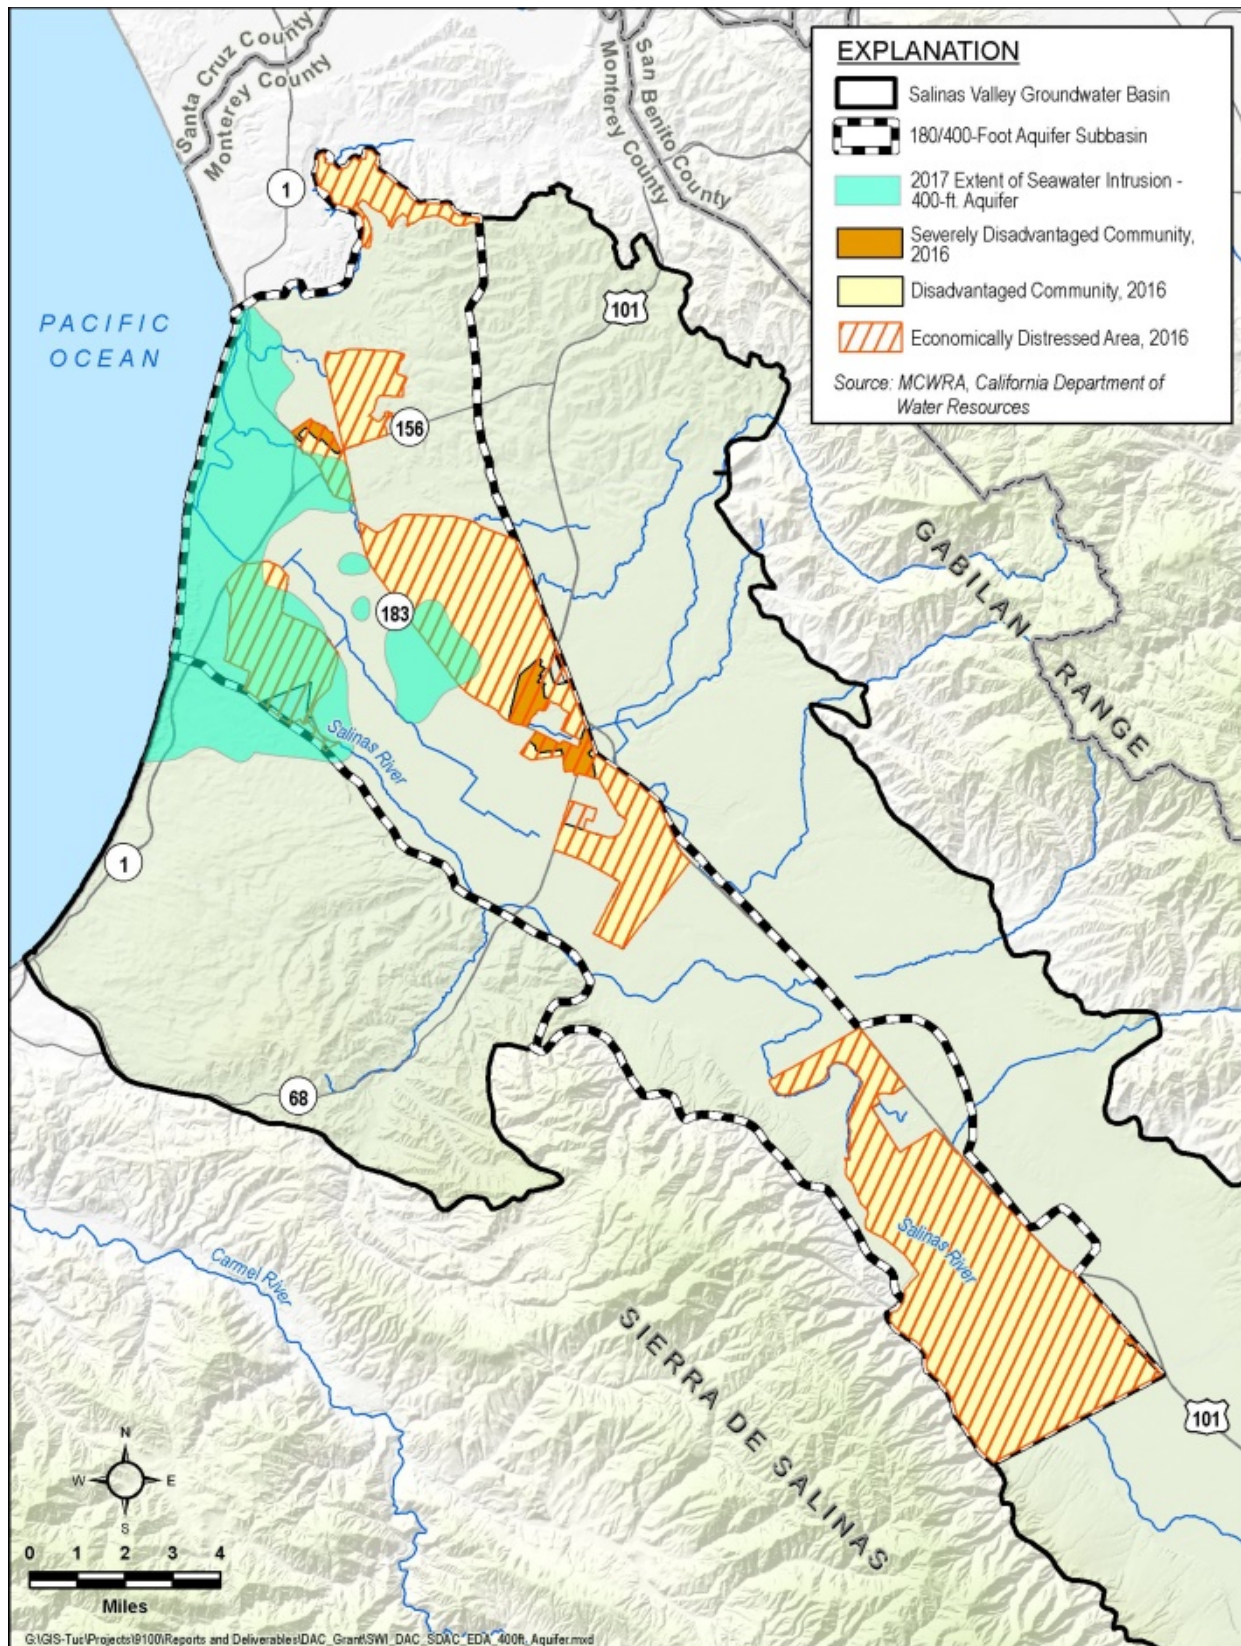 EXPLANATION
Salinas Valley Groundwater Basin
180/400-Foot Aquifer Subbasin
2017 Extent of Seawater Intrusion -
400-ft. Aquifer
Severely Disadvantaged Community,
2016
Disadvantaged Community, 2016
Economically Distressed Area, 2016
Source: MCWRA, California Department of
Water Resources
Santa Cruz County
Monterey County
San Benito County
Monterey County
1
101
PACIFIC
OCEAN
156
GABILAN
RANGE
183
Salinas River
1
68
Salinas River
Carmel River
SIERRA DE SALINAS
101
N
W
E
S
0 1 2 3 4
Miles
G:\GIS-Tuc\Projects\9100\Reports and Deliverables\DAC_Grant\SWI_DAC_SDAC_EDA_400ft_Aquifer.mxd